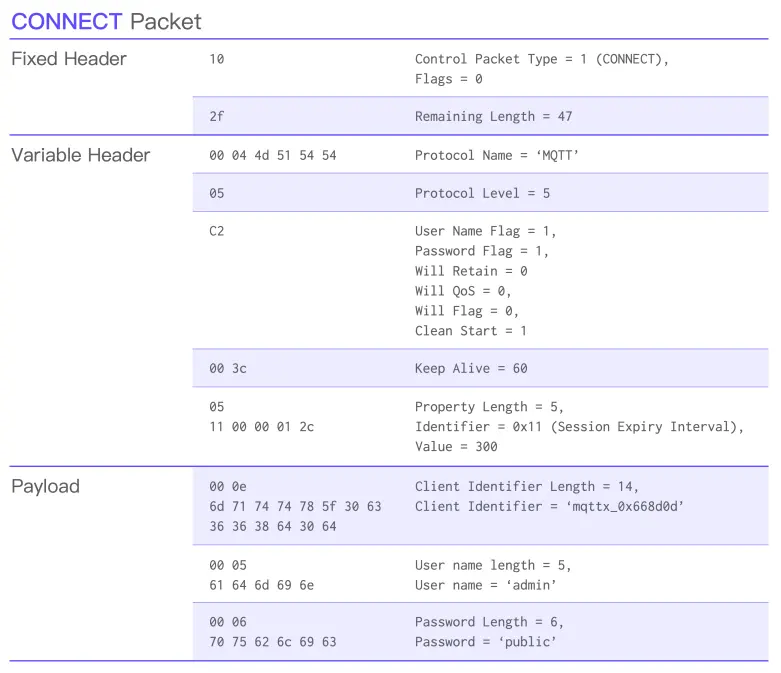 CONNECT Packet
Fixed Header
10
Control Packet Type = 1 (CONNECT),
Flags = 0
2f
Remaining Length = 47
Variable Header
00 04 4d 51 54 54
Protocol Name = ‘MQTT’
05
Protocol Level = 5
C2
User Name Flag = 1,
Password Flag = 1,
Will Retain = 0
Will QoS = 0,
Will Flag = 0,
Clean Start = 1
00 3c
Keep Alive = 60
05
Property Length = 5,
11 00 00 01 2c
Identifier = 0x11 (Session Expiry Interval),
Value = 300
Payload
00 0e
Client Identifier Length = 14,
6d 71 74 74 78 5f 30 63
Client Identifier = ‘mqttx_0x668d0d’
36 36 38 64 30 64
00 05
User name length = 5,
61 64 6d 69 6e
User name = ‘admin’
00 06
Password Length = 6,
70 75 62 6c 69 63
Password = ‘public’